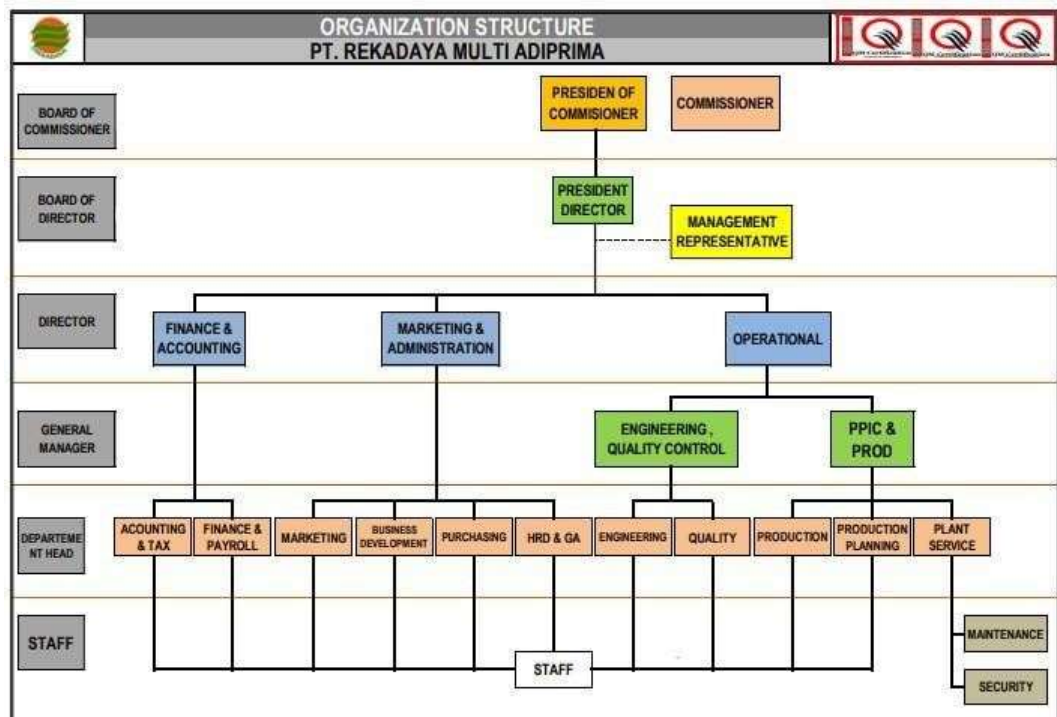 ORGANIZATION STRUCTURE
PT. REKADAYA MULTI ADIPRIMA
BOARD OF
COMMISSIONER
PRESIDEN OF
COMMISIONER
COMMISSIONER
BOARD OF
DIRECTOR
PRESIDENT
DIRECTOR
MANAGEMENT
REPRESENTATIVE
DIRECTOR
FINANCE &
ACCOUNTING
MARKETING &
ADMINISTRATION
OPERATIONAL
GENERAL
MANAGER
ENGINEERING ,
QUALITY CONTROL
PPIC &
PROD
DEPARTEME
NT HEAD
ACOUNTING
& TAX
FINANCE &
PAYROLL
MARKETING
BUSINESS
DEVELOPMENT
PURCHASING
HRD & GA
ENGINEERING
QUALITY
PRODUCTION
PRODUCTION
PLANNING
PLANT
SERVICE
STAFF
STAFF
MAINTENANCE
SECURITY